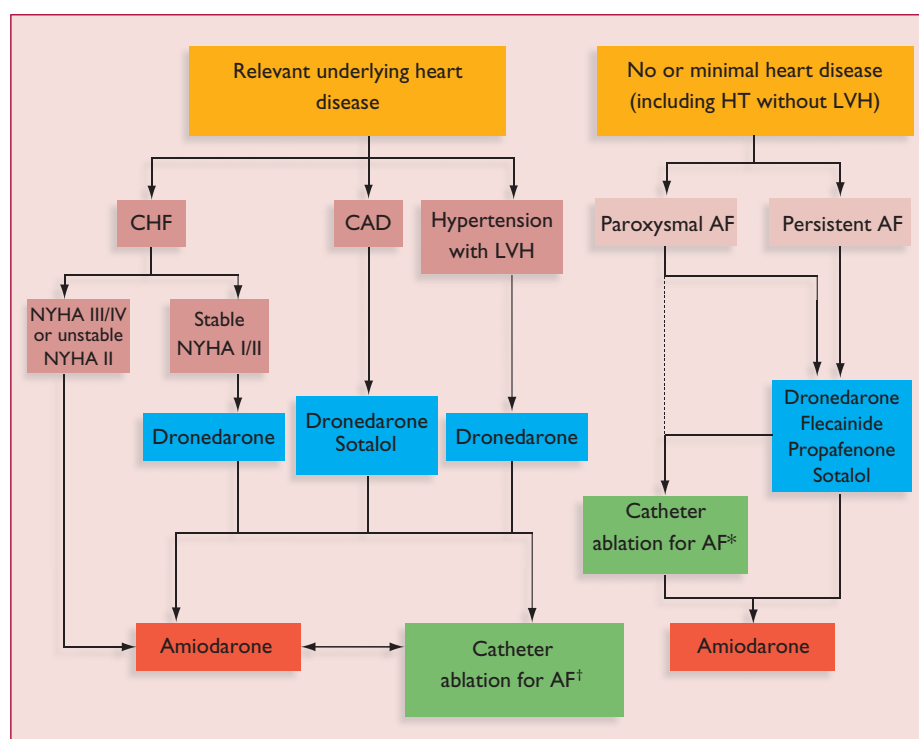 Relevant underlying heart
disease
No or minimal heart disease
(including HT without LVH)
CHF
CAD
Hypertension
with LVH
Paroxysmal AF
Persistent AF
NYHA III/IV
or unstable
NYHA II
Stable
NYHA I/II
Dronedarone
Dronedarone
Sotalol
Dronedarone
Dronedarone
Flecainide
Propafenone
Sotalol
Catheter
ablation for AF*
Amiodarone
Catheter
ablation for AF†
Amiodarone